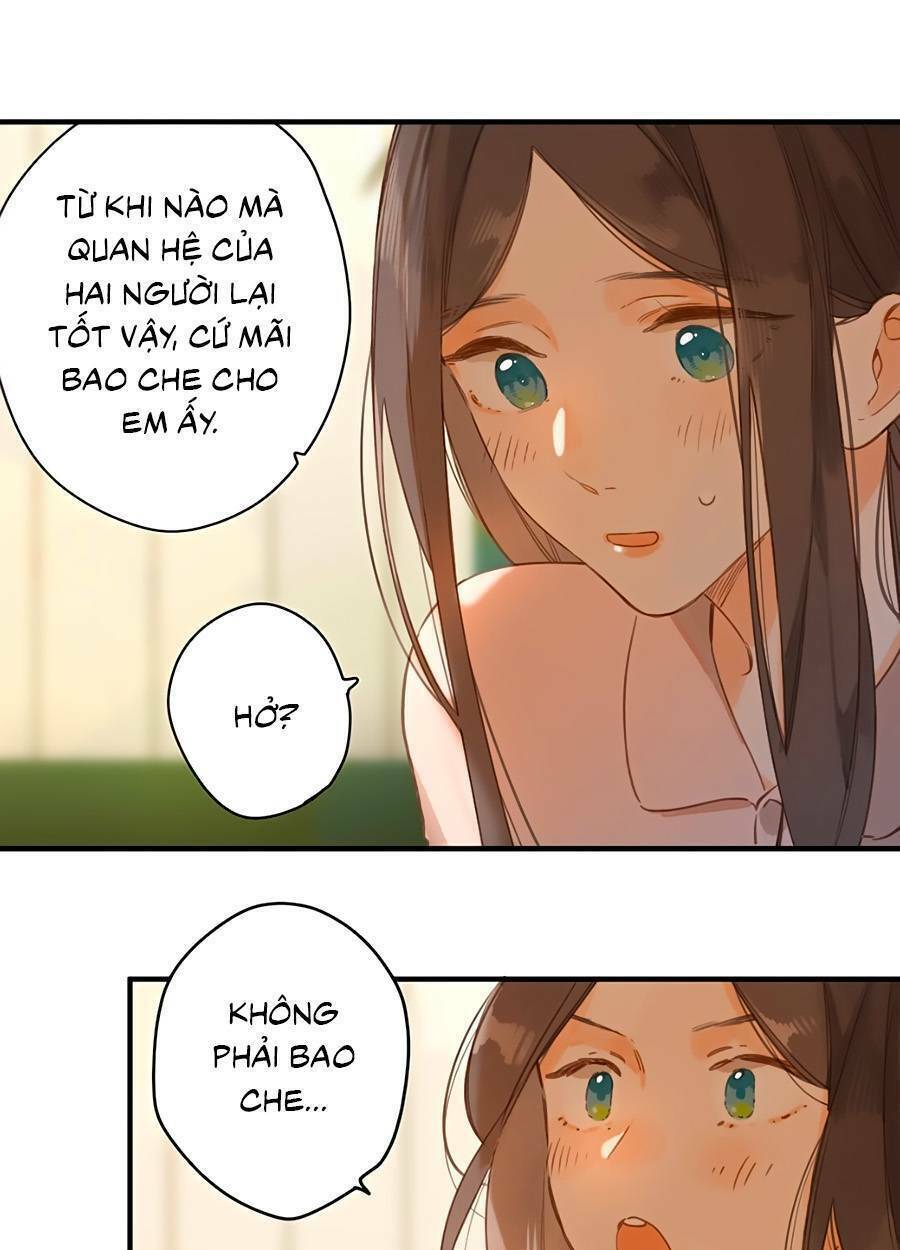 TỪ KHI NÀO MÀ
QUAN HỆ CỦA
HAI NGƯỜI LẠI
TỐT VẬY, CỨ MÃI
BAO CHE CHO
EM ẤY.
HỞ?
KHÔNG
PHẢI BAO
CHE...